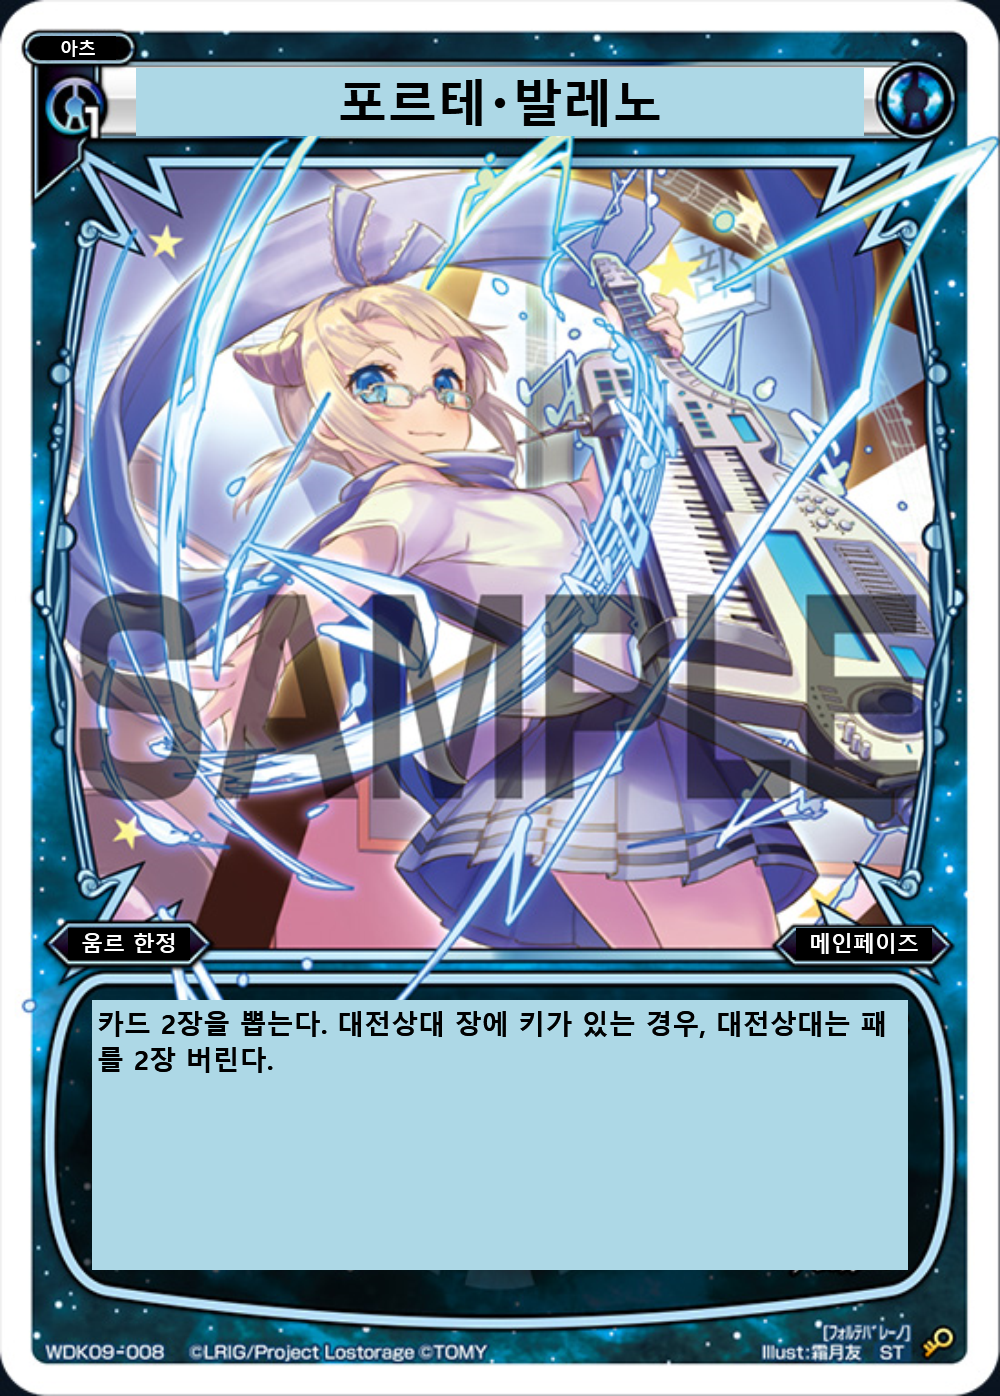 아츠
1
포르테·발레노
部
SAMPLE
움르 한정
메인페이즈
카드 2장을 뽑는다. 대전상대 장에 키가 있는 경우, 대전상대는 패
를 2장 버린다.
[フォルテバレーノ]
WDK09-008 ©LRIG/Project Lostorage ©TOMY Illust:霜月友 ST